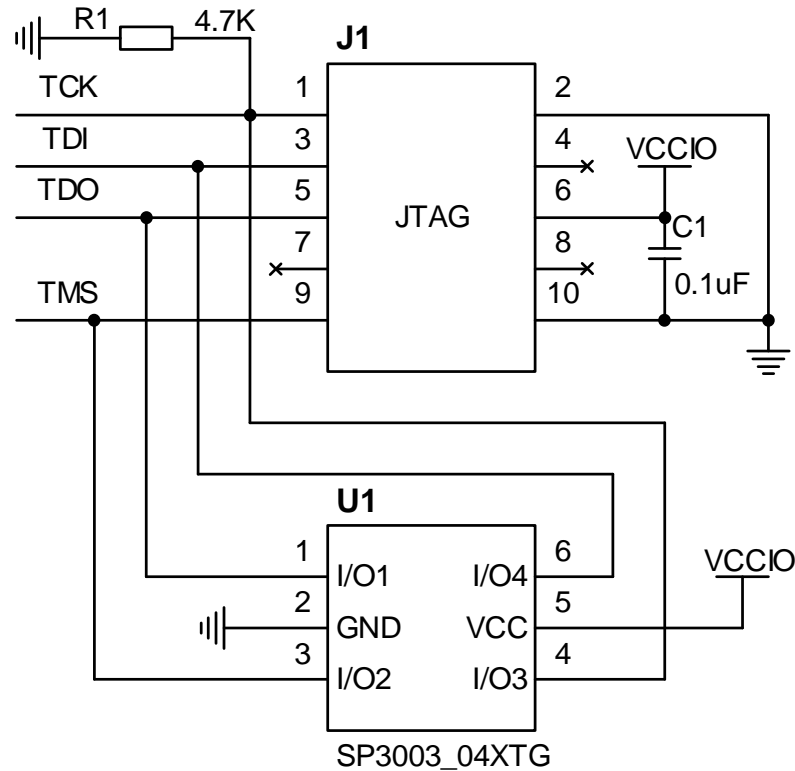 R1 4.7K
J1
TCK 1 2
TDI 3 4
VCCIO
TDO 5 6
JTAG
C1
7 8
0.1uF
TMS 9 10
U1
1 6
VCCIO
I/O1 I/O4
2 5
GND VCC
3 4
I/O2 I/O3
SP3003_04XTG